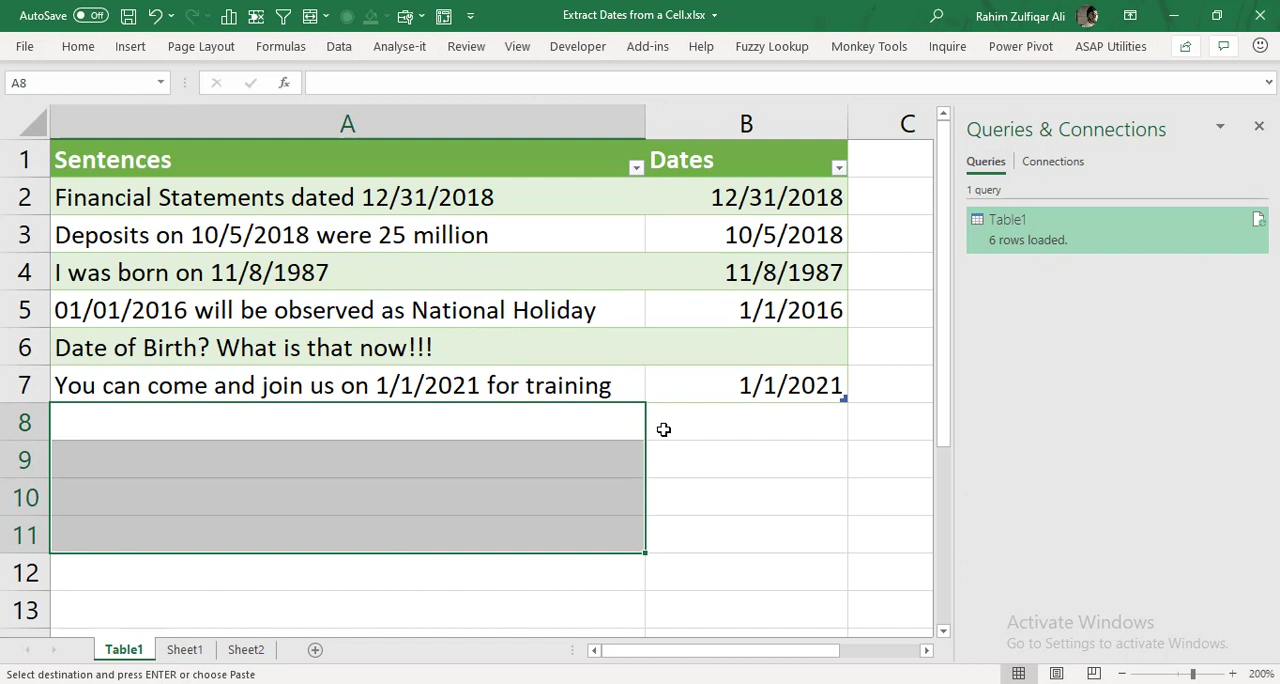 AutoSave Off Extract Dates from a Cell.xlsx Rahim Zulfiqar Ali
File Home Insert Page Layout Formulas Data Analyse-it Review View Developer Add-ins Help Fuzzy Lookup Monkey Tools Inquire Power Pivot ASAP Utilities
A8 fx
A B C
1 Sentences Dates
2 Financial Statements dated 12/31/2018 12/31/2018
3 Deposits on 10/5/2018 were 25 million 10/5/2018
4 I was born on 11/8/1987 11/8/1987
5 01/01/2016 will be observed as National Holiday 1/1/2016
6 Date of Birth? What is that now!!!
7 You can come and join us on 1/1/2021 for training 1/1/2021
8
9
10
11
12
13
Queries & Connections
Queries Connections
1 query
Table1
6 rows loaded.
Activate Windows
Go to Settings to activate Windows.
Table1 Sheet1 Sheet2
Select destination and press ENTER or choose Paste 200%